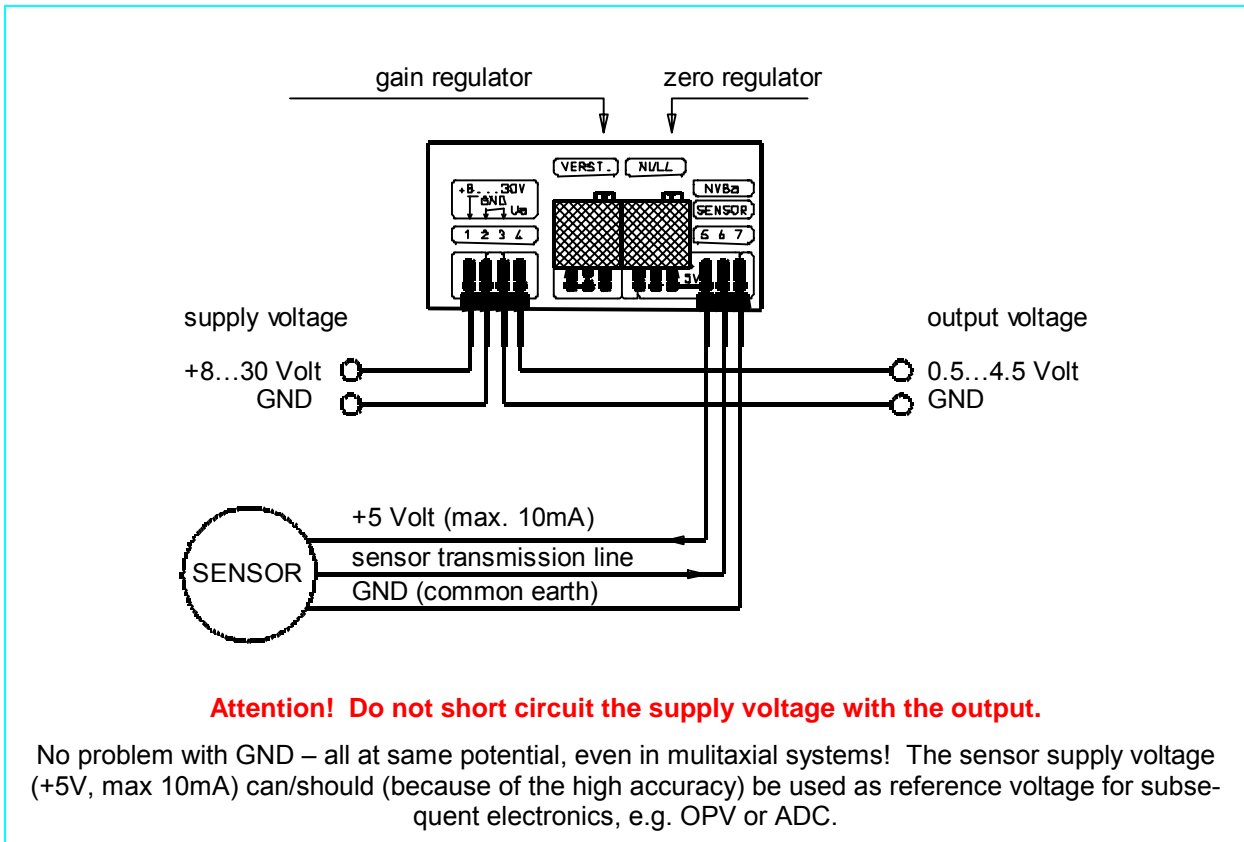 gain regulator
zero regulator
VERST.
NULL
+8...30V
GND
Ua
NVBa
SENSOR
1 2 3 4
5 6 7
5V
supply voltage
output voltage
+8…30 Volt
0.5…4.5 Volt
GND
GND
+5 Volt (max. 10mA)
sensor transmission line
SENSOR
GND (common earth)
Attention! Do not short circuit the supply voltage with the output.
No problem with GND – all at same potential, even in mulitaxial systems! The sensor supply voltage
(+5V, max 10mA) can/should (because of the high accuracy) be used as reference voltage for subse-
quent electronics, e.g. OPV or ADC.